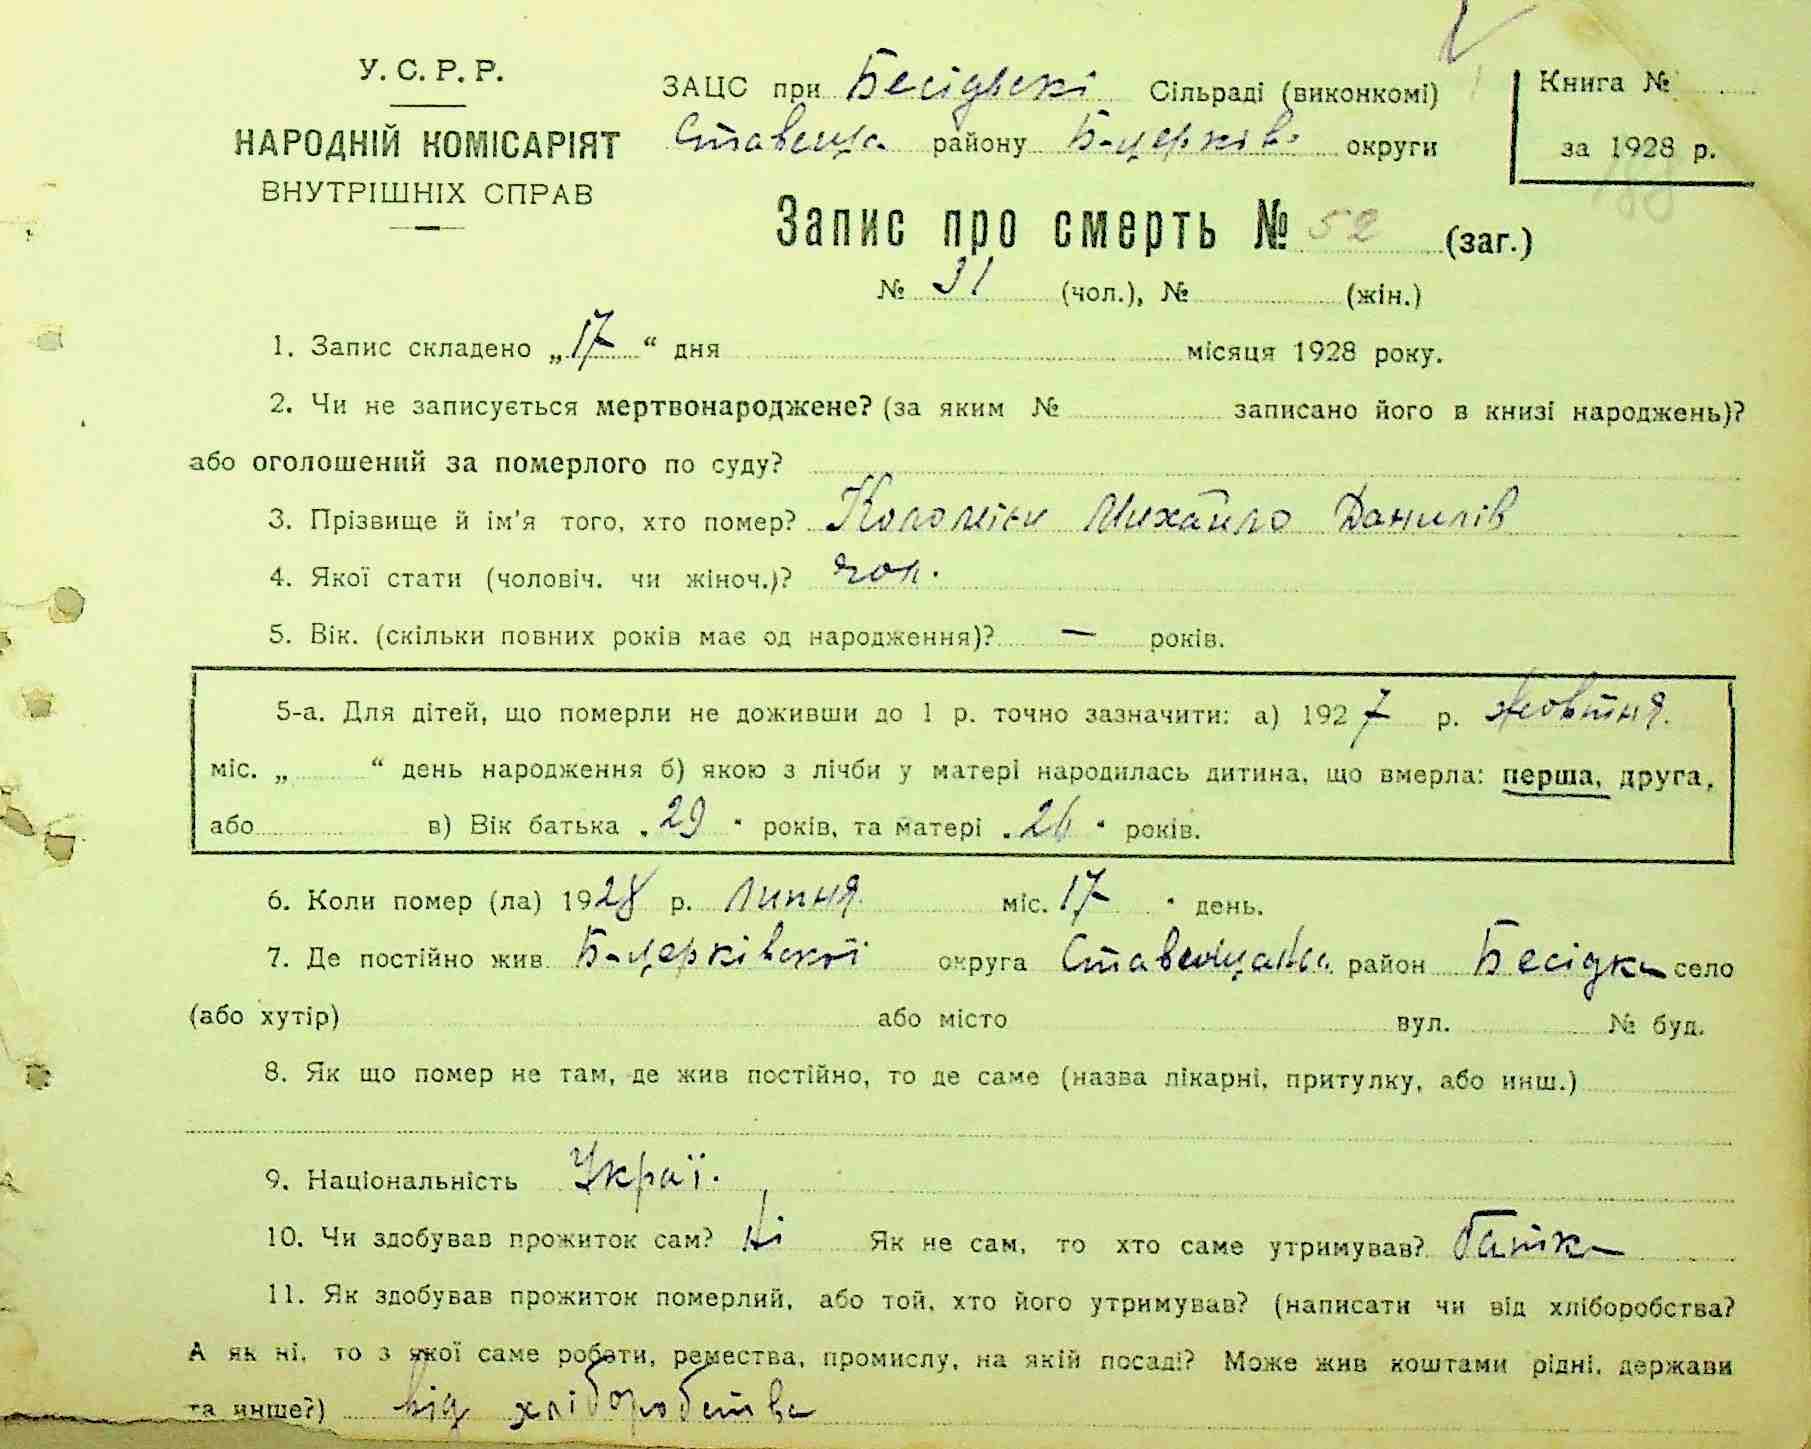 У. С. Р. Р.
НАРОДНІЙ КОМІСАРІЯТ
ВНУТРІШНІХ СПРАВ
ЗАЦС при Бесідські Сільраді (виконкомі)
Ставища району Б-церків. округи
Книга №
за 1928 р.
188
Запис про смерть № 52 (заг.)
№ 31 (чол.), № (жін.)
1. Запис складено „17“ дня місяця 1928 року.
2. Чи не записується мертвонароджене? (за яким № записано його в книзі народжень)?
або оголошений за померлого по суду?
3. Прізвище й ім'я того, хто помер? Михайло Данилів
4. Якої стати (чоловіч. чи жіноч.)? чол.
5. Вік. (скільки повних років має од народження)? — років.
5-а. Для дітей, що померли не доживши до 1 р. точно зазначити: а) 1927 р. жовтня.
міс. „ “ день народження б) якою з лічби у матері народилась дитина, що вмерла: перша, друга,
або в) Вік батька „29“ років, та матері років.
6. Коли помер (ла) 1928 р. липня міс. 17 " день.
7. Де постійно жив Б-церківської округа район Бесідка село
(або хутір) або місто вул. № буд.
8. Як що помер не там, де жив постійно, то де саме (назва лікарні, притулку, або инш.)
9. Національність Украї.
10. Чи здобував прожиток сам? Ні Як не сам, то хто саме утримував? батько
11. Як здобував прожиток померлий, або той, хто його утримував? (написати чи від хліборобства?
А як ні, то з якої саме роботи, ремества, промислу, на якій посаді? Може жив коштами рідні, держави
та инше?) від хліборобства